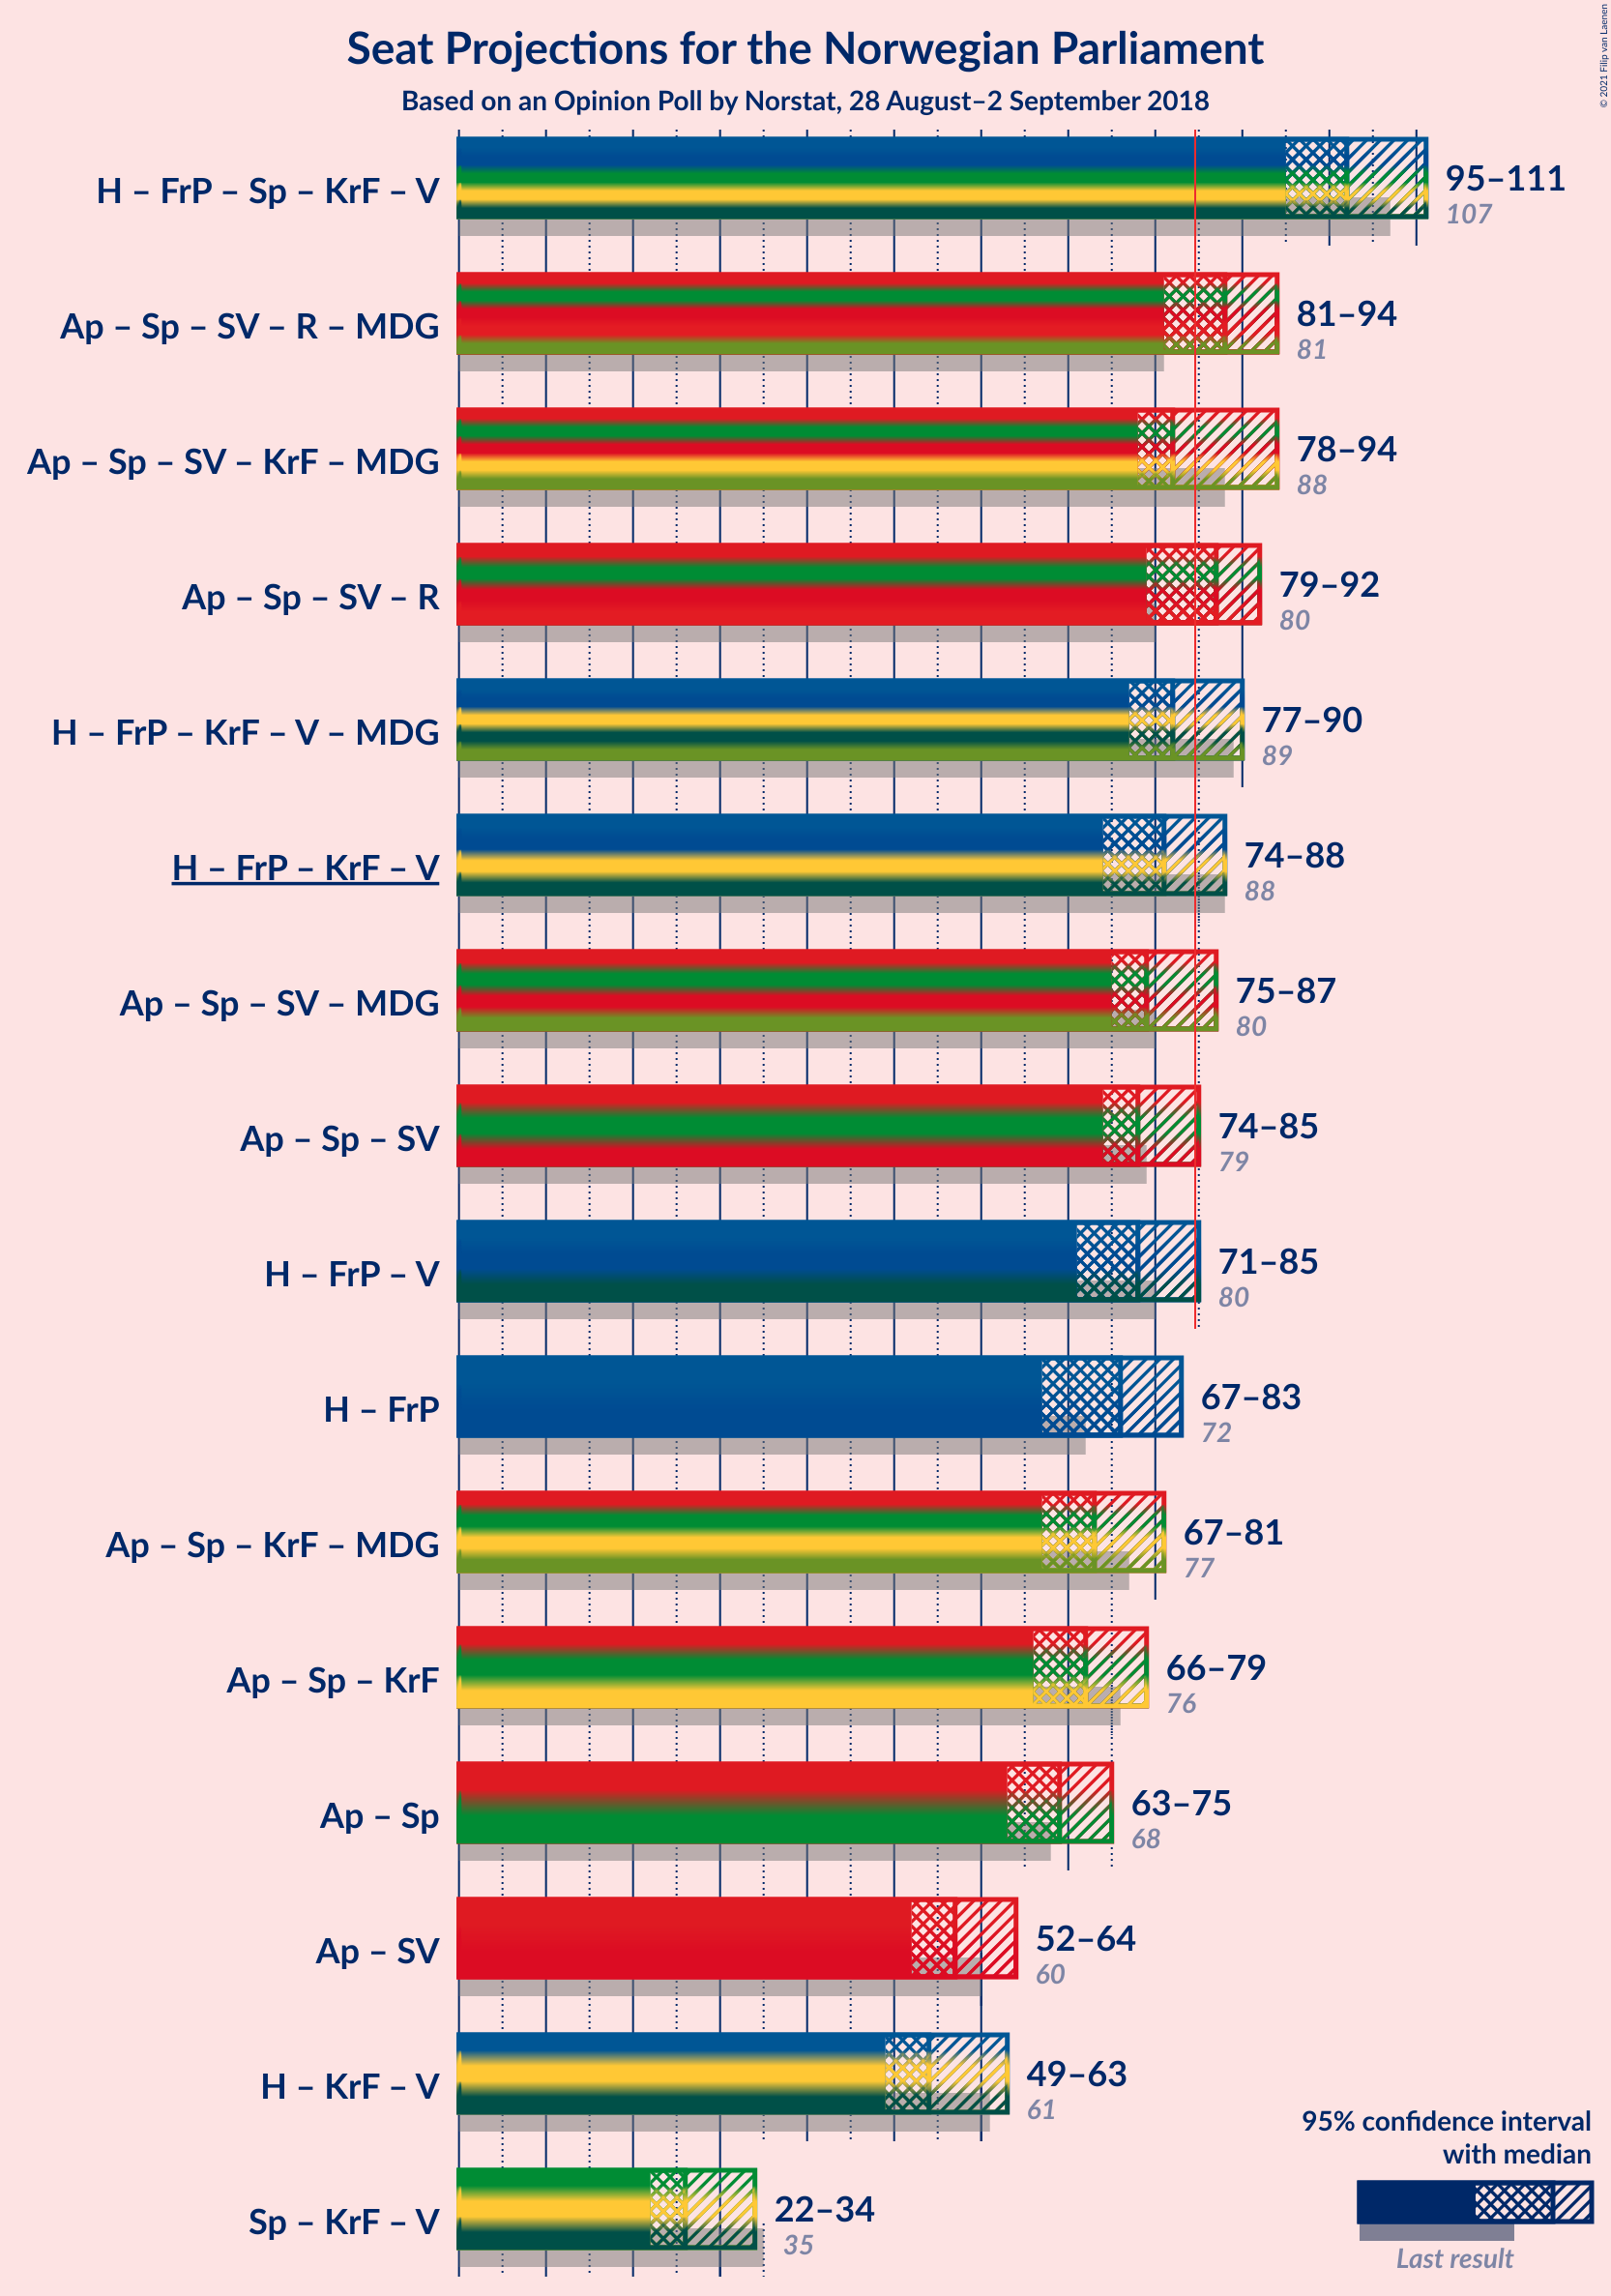 Seat Projections for the Norwegian Parliament
Based on an Opinion Poll by Norstat, 28 August–2 September 2018
© 2021 Filip van Laenen
H – FrP – Sp – KrF – V
95–111
107
Ap – Sp – SV – R – MDG
81–94
81
Ap – Sp – SV – KrF – MDG
78–94
88
Ap – Sp – SV – R
79–92
80
H – FrP – KrF – V – MDG
77–90
89
H – FrP – KrF – V
74–88
88
Ap – Sp – SV – MDG
75–87
80
Ap – Sp – SV
74–85
79
H – FrP – V
71–85
80
H – FrP
67–83
72
Ap – Sp – KrF – MDG
67–81
77
Ap – Sp – KrF
66–79
76
Ap – Sp
63–75
68
Ap – SV
52–64
60
H – KrF – V
49–63
61
Sp – KrF – V
22–34
35
95% confidence interval
with median
Last result